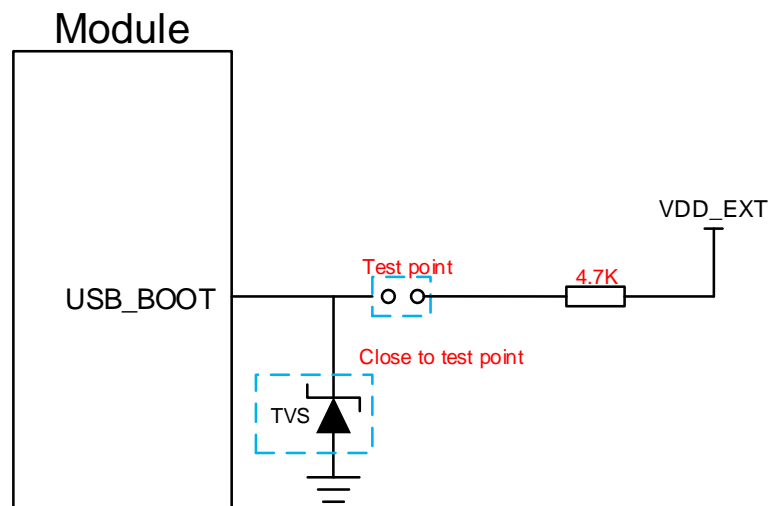 Module
VDD_EXT
Test point
4.7K
USB_BOOT
Close to test point
TVS